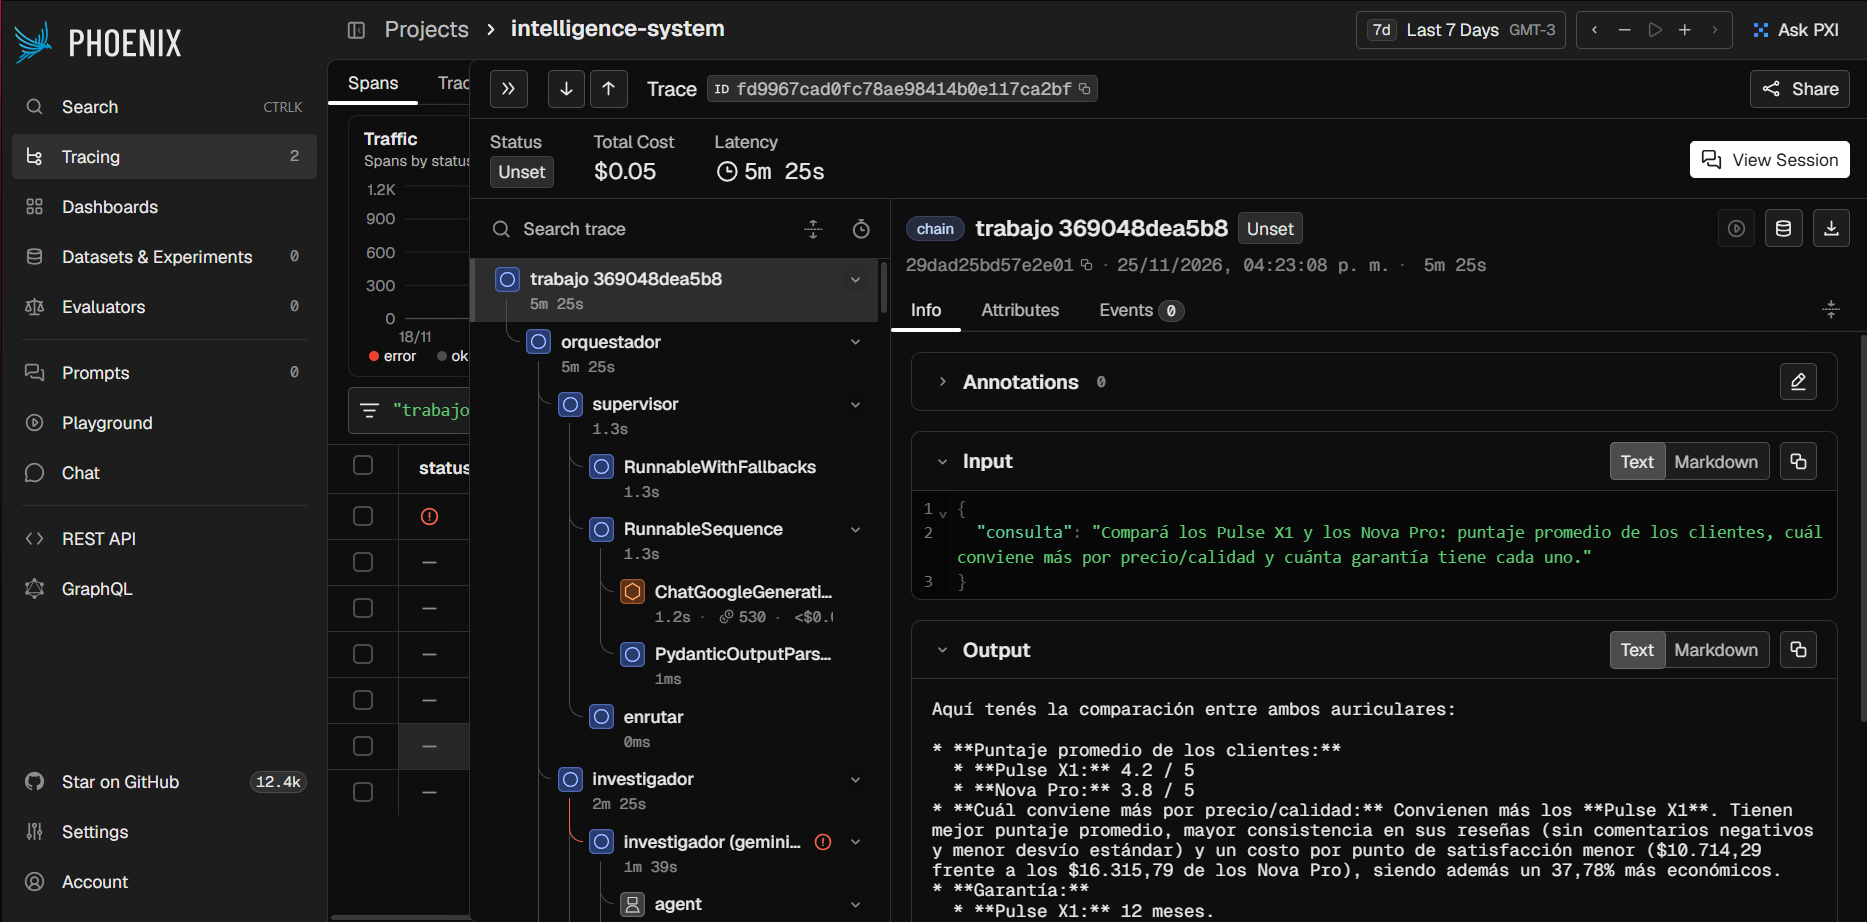 PHOENIX
Projects > intelligence-system
7d Last 7 Days GMT-3
Ask PXI
Search CTRLK
Tracing 2
Dashboards
Datasets & Experiments 0
Evaluators 0
Prompts 0
Playground
Chat
REST API
GraphQL
Star on GitHub 12.4k
Settings
Account
Spans Trac
Traffic
Spans by status
1.2K
900
600
300
0
18/11
error ok
"trabajo
status
Trace ID fd9967cad0fc78ae98414b0e117ca2bf
Share
Status Total Cost Latency
Unset $0.05 5m 25s
View Session
Search trace
trabajo 369048dea5b8
5m 25s
orquestador
5m 25s
supervisor
1.3s
RunnableWithFallbacks
1.3s
RunnableSequence
1.3s
ChatGoogleGenerati...
1.2s · 530 · <$0.
PydanticOutputPars...
1ms
enrutar
0ms
investigador
2m 25s
investigador (gemini...
1m 39s
agent
chain trabajo 369048dea5b8 Unset
29dad25bd57e2e01 · 25/11/2026, 04:23:08 p. m. · 5m 25s
Info Attributes Events 0
Annotations 0
Input Text Markdown
1 {
2 "consulta": "Compará los Pulse X1 y los Nova Pro: puntaje promedio de los clientes, cuál
conviene más por precio/calidad y cuánta garantía tiene cada uno."
3 }
Output Text Markdown
Aquí tenés la comparación entre ambos auriculares:
* **Puntaje promedio de los clientes:**
* **Pulse X1:** 4.2 / 5
* **Nova Pro:** 3.8 / 5
* **Cuál conviene más por precio/calidad:** Convienen más los **Pulse X1**. Tienen
mejor puntaje promedio, mayor consistencia en sus reseñas (sin comentarios negativos
y menor desvío estándar) y un costo por punto de satisfacción menor ($10.714,29
frente a los $16.315,79 de los Nova Pro), siendo además un 37,78% más económicos.
* **Garantía:**
* **Pulse X1:** 12 meses.